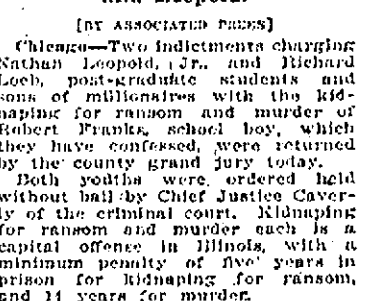 [BY ASSOCIATED PRESS]
Chicago—Two indictments charging
Nathan Leopold, Jr., and Richard
Loeb, post-graduate students and
sons of millionaires with the kid-
naping for ransom and murder of
Robert Franks, school boy, which
they have confessed, were returned
by the county grand jury today.
Both youths were ordered held
without bail by Chief Justice Caver-
ly of the criminal court. Kidnaping
for ransom and murder each is a
capital offense in Illinois, with a
minimum penalty of five years in
prison for kidnaping for ransom,
and 14 years for murder.